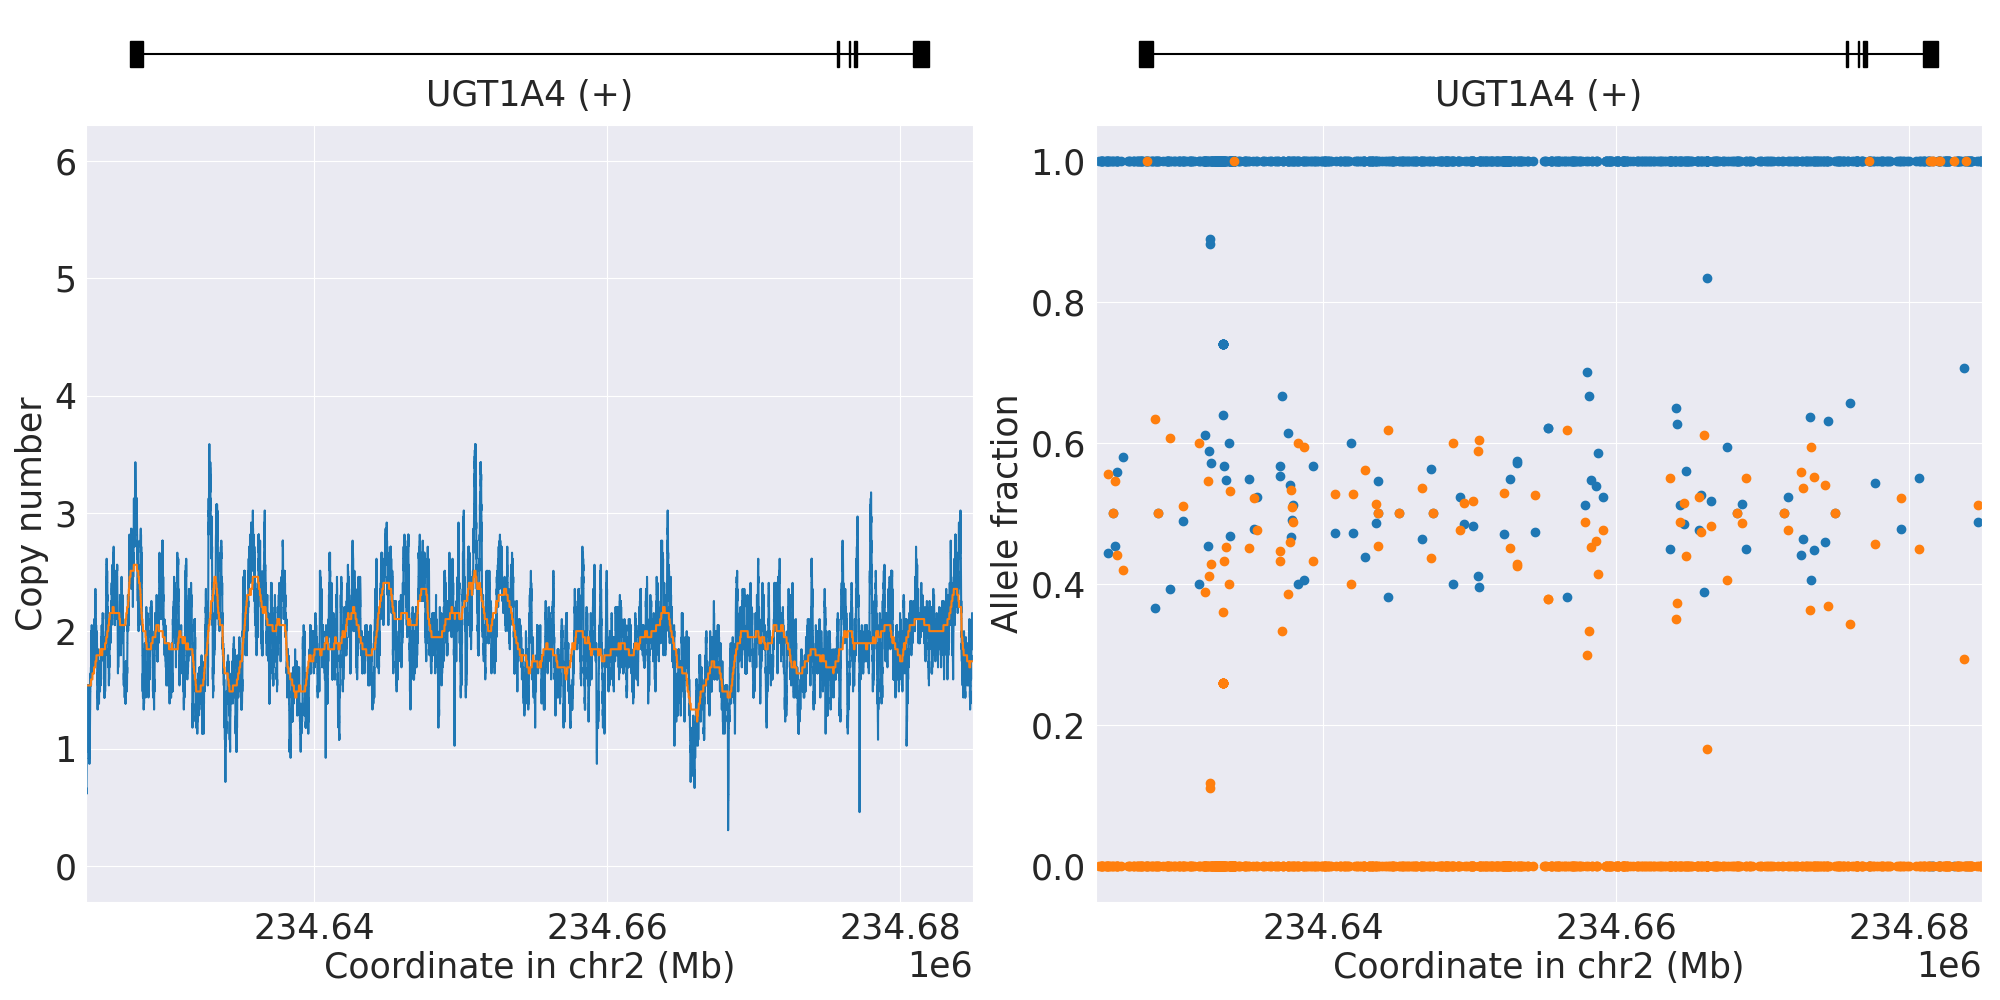 UGT1A4 (+)
6
5
4
3
2
1
0
Copy number
234.64
234.66
234.68
Coordinate in chr2 (Mb)
1e6
UGT1A4 (+)
1.0
0.8
0.6
0.4
0.2
0.0
Allele fraction
234.64
234.66
234.68
Coordinate in chr2 (Mb)
1e6